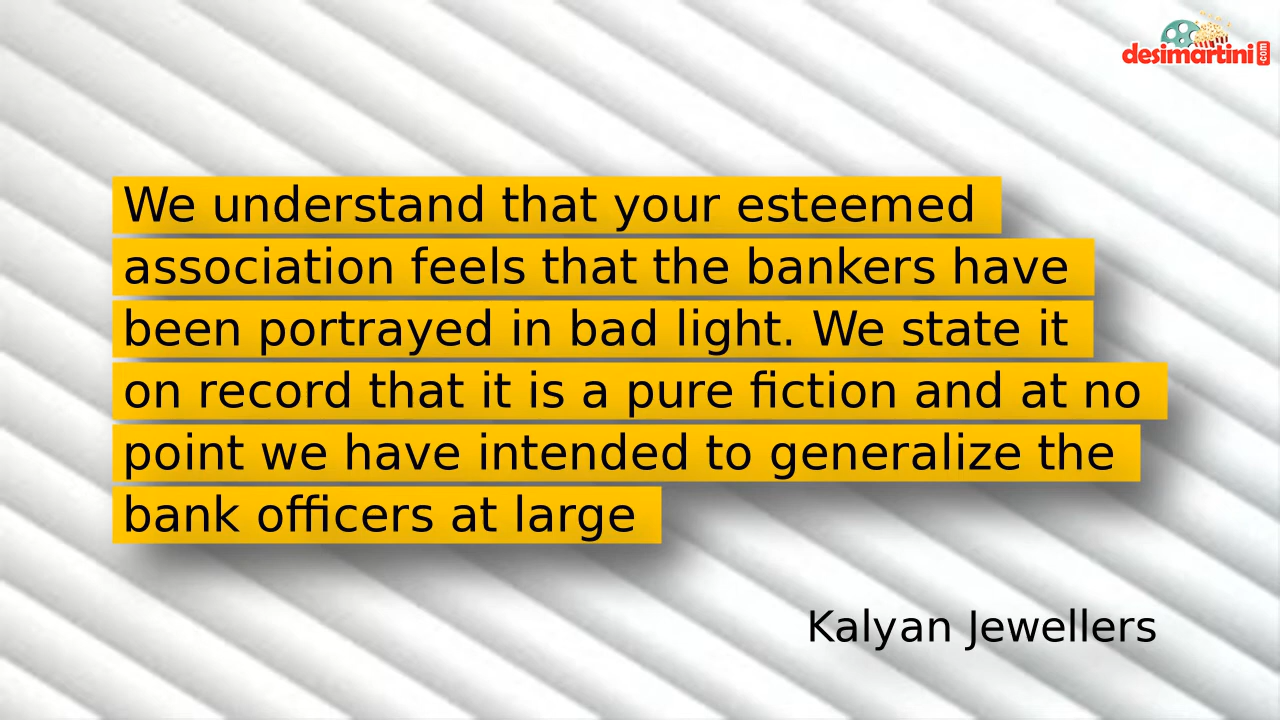 desimartini.com
We understand that your esteemed
association feels that the bankers have
been portrayed in bad light. We state it
on record that it is a pure fiction and at no
point we have intended to generalize the
bank officers at large
Kalyan Jewellers